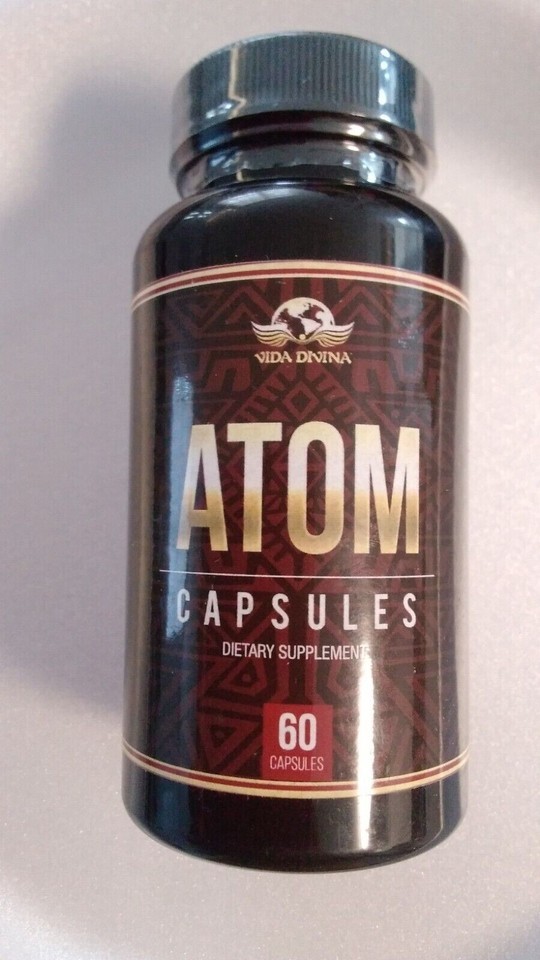 VIDA DIVINA
ATOM
CAPSULES
DIETARY SUPPLEMENT
60
CAPSULES